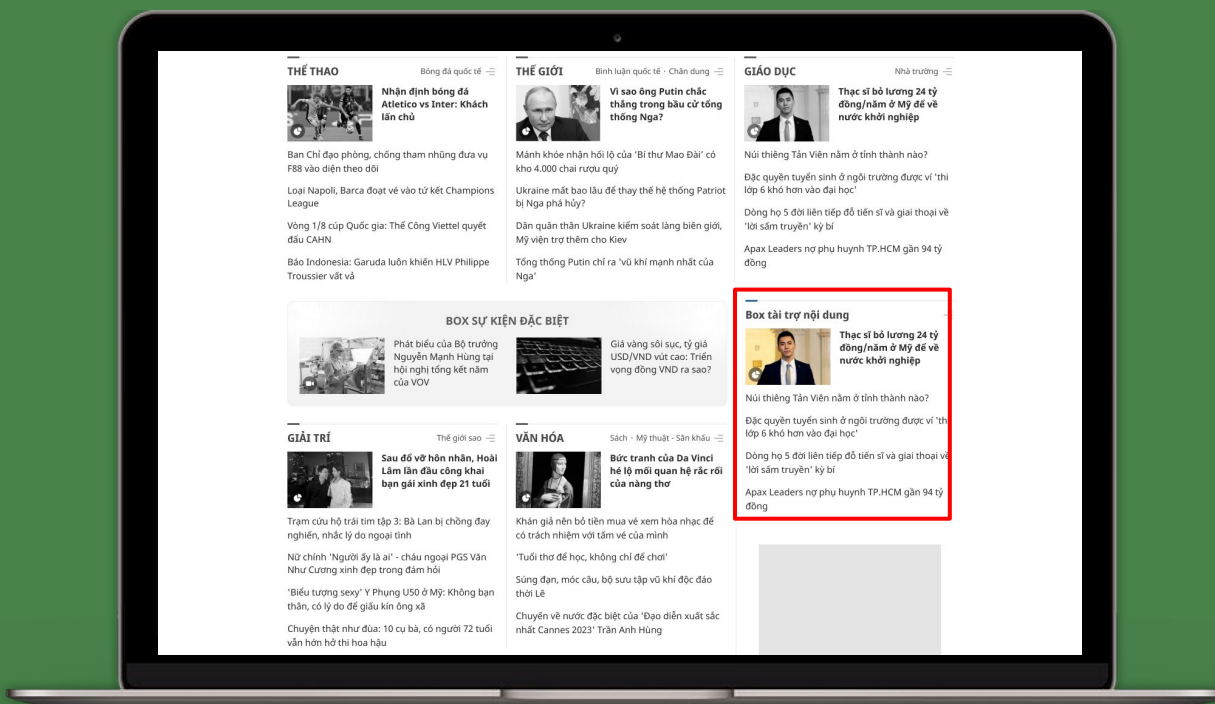 THỂ THAO
Bóng đá quốc tế
Nhận định bóng đá
Atletico vs Inter: Khách
lấn chủ
Ban Chỉ đạo phòng, chống tham nhũng đưa vụ
F88 vào diện theo dõi
Loại Napoli, Barca đoạt vé vào tứ kết Champions
League
Vòng 1/8 cúp Quốc gia: Thể Công Viettel quyết
đấu CAHN
Báo Indonesia: Garuda luôn khiến HLV Philippe
Troussier vất vả
THẾ GIỚI
Bình luận quốc tế · Chân dung
Vì sao ông Putin chắc
thắng trong bầu cử tổng
thống Nga?
Mánh khóe nhận hối lộ của 'Bí thư Mao Đài' có
kho 4.000 chai rượu quý
Ukraine mất bao lâu để thay thế hệ thống Patriot
bị Nga phá hủy?
Dân quân thân Ukraine kiểm soát làng biên giới,
Mỹ viện trợ thêm cho Kiev
Tổng thống Putin chỉ ra 'vũ khí mạnh nhất của
Nga'
GIÁO DỤC
Nhà trường
Thạc sĩ bỏ lương 24 tỷ
đồng/năm ở Mỹ để về
nước khởi nghiệp
Núi thiêng Tản Viên nằm ở tỉnh thành nào?
Đặc quyền tuyển sinh ở ngôi trường được ví 'thi
lớp 6 khó hơn vào đại học'
Dòng họ 5 đời liên tiếp đỗ tiến sĩ và giai thoại về
'lời sấm truyền' kỳ bí
Apax Leaders nợ phụ huynh TP.HCM gần 94 tỷ
đồng
BOX SỰ KIỆN ĐẶC BIỆT
Phát biểu của Bộ trưởng
Nguyễn Mạnh Hùng tại
hội nghị tổng kết năm
của VOV
Giá vàng sôi sục, tỷ giá
USD/VND vút cao: Triển
vọng đồng VND ra sao?
Box tài trợ nội dung
Thạc sĩ bỏ lương 24 tỷ
đồng/năm ở Mỹ để về
nước khởi nghiệp
Núi thiêng Tản Viên nằm ở tỉnh thành nào?
Đặc quyền tuyển sinh ở ngôi trường được ví 'thi
lớp 6 khó hơn vào đại học'
Dòng họ 5 đời liên tiếp đỗ tiến sĩ và giai thoại về
'lời sấm truyền' kỳ bí
Apax Leaders nợ phụ huynh TP.HCM gần 94 tỷ
đồng
GIẢI TRÍ
Thế giới sao
Sau đổ vỡ hôn nhân, Hoài
Lâm lần đầu công khai
bạn gái xinh đẹp 21 tuổi
Trạm cứu hộ trái tim tập 3: Bà Lan bị chồng đay
nghiến, nhắc lý do ngoại tình
Nữ chính 'Người ấy là ai' - cháu ngoại PGS Văn
Như Cương xinh đẹp trong đám hỏi
'Biểu tượng sexy' Y Phụng U50 ở Mỹ: Không bạn
thân, có lý do để giấu kín ông xã
Chuyện thật như đùa: 10 cụ bà, có người 72 tuổi
vẫn hớn hở thi hoa hậu
VĂN HÓA
Sách · Mỹ thuật - Sân khấu
Bức tranh của Da Vinci
hé lộ mối quan hệ rắc rối
của nàng thơ
Khán giả nên bỏ tiền mua vé xem hòa nhạc để
có trách nhiệm với tấm vé của mình
'Tuổi thơ để học, không chỉ để chơi'
Súng đạn, móc câu, bộ sưu tập vũ khí độc đáo
thời Lê
Chuyến về nước đặc biệt của 'Đạo diễn xuất sắc
nhất Cannes 2023' Trần Anh Hùng